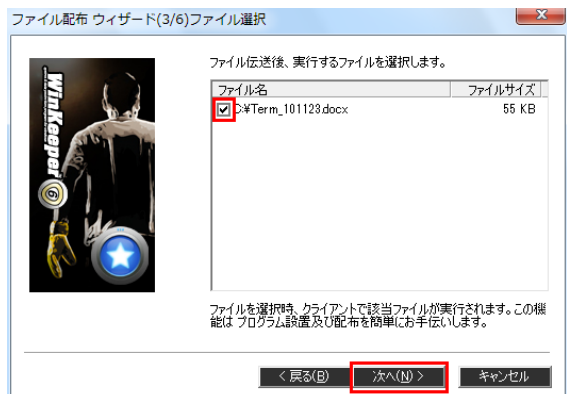 ファイル配布 ウィザード(3/6)ファイル選択
WinKeeper
6
ファイル伝送後、実行するファイルを選択します。
ファイル名 ファイルサイズ
C:¥Term_101123.docx 55 KB
ファイルを選択時、クライアントで該当ファイルが実行されます。この機
能は プログラム設置及び配布を簡単にお手伝いします。
< 戻る(B) 次へ(N) > キャンセル